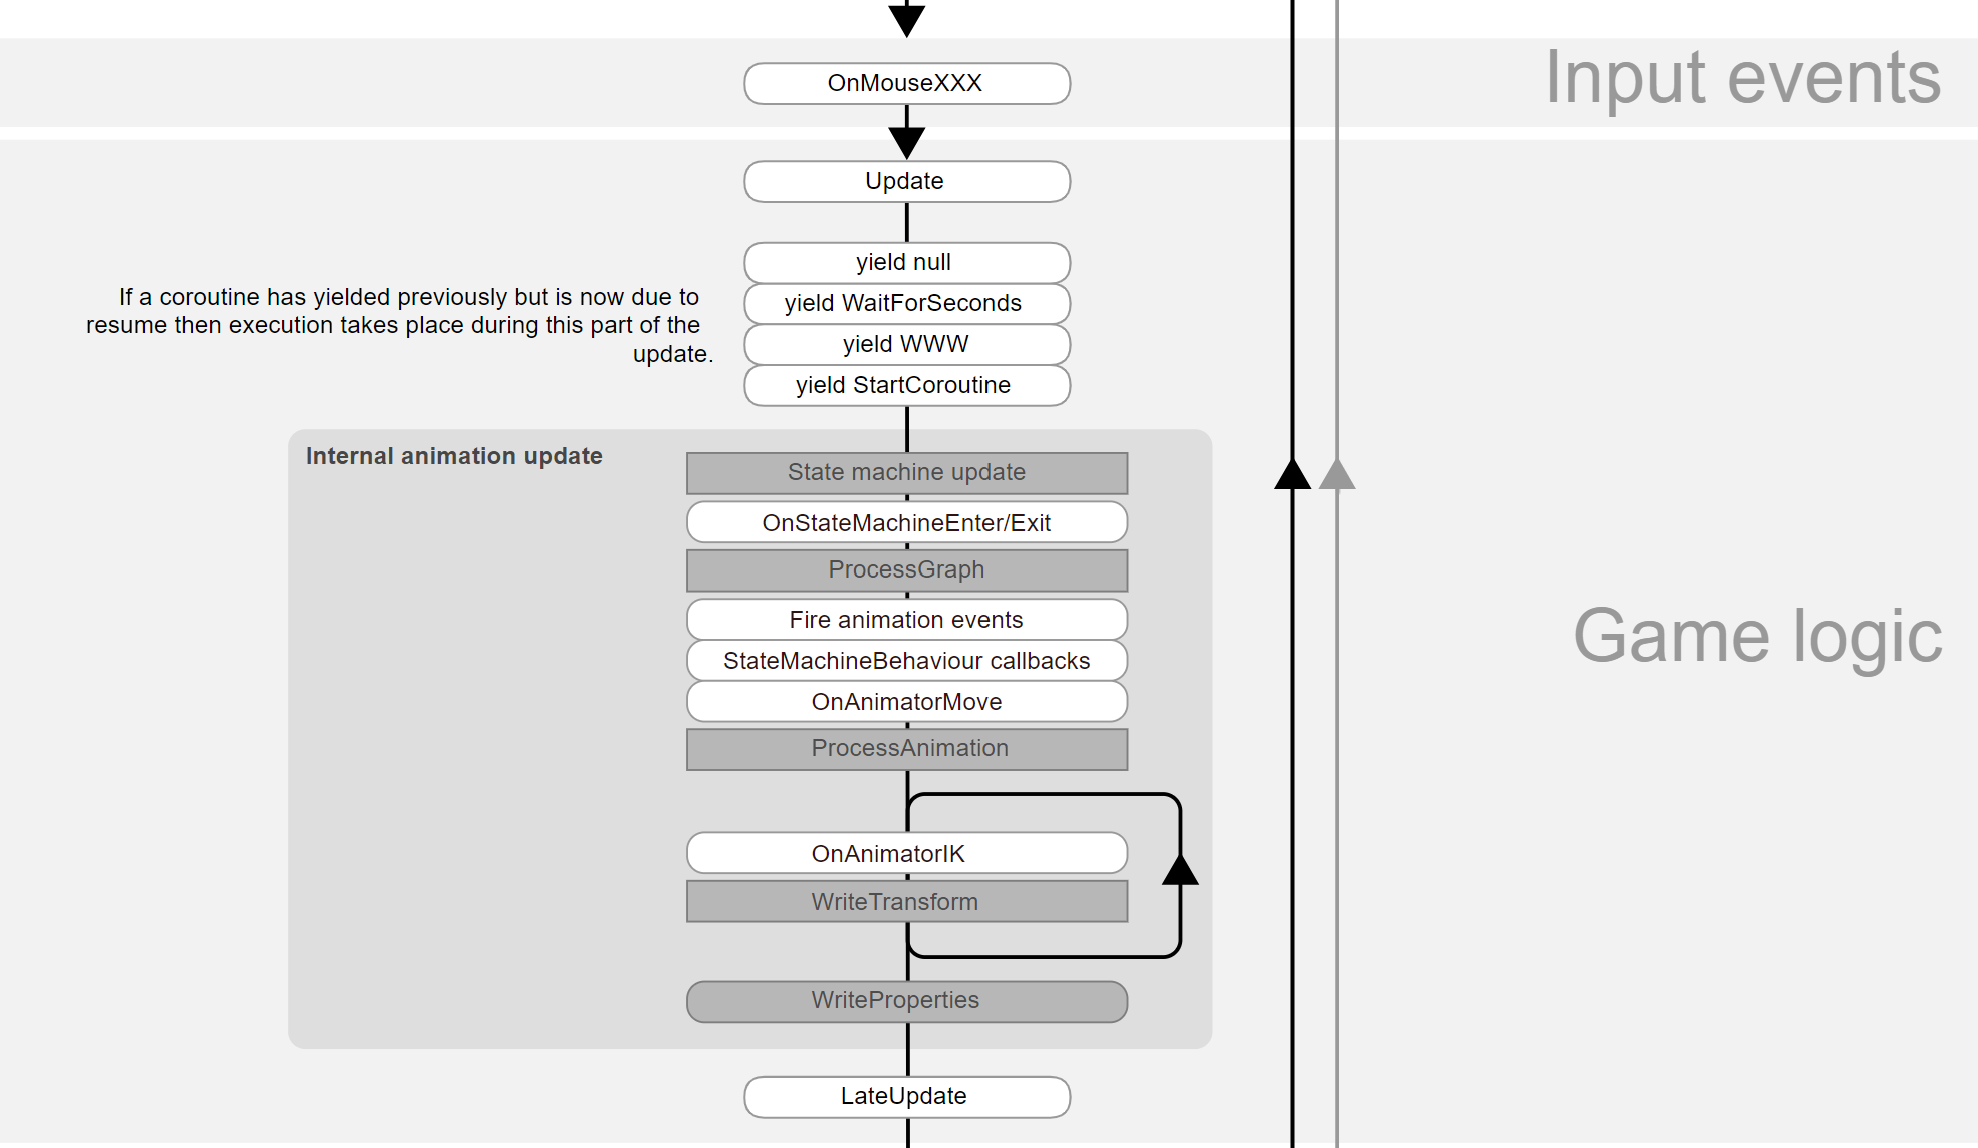 Input events
OnMouseXXX
Update
yield null
If a coroutine has yielded previously but is now due to
resume then execution takes place during this part of the
update.
yield WaitForSeconds
yield WWW
yield StartCoroutine
Internal animation update
State machine update
OnStateMachineEnter/Exit
ProcessGraph
Fire animation events
Game logic
StateMachineBehaviour callbacks
OnAnimatorMove
ProcessAnimation
OnAnimatorIK
WriteTransform
WriteProperties
LateUpdate